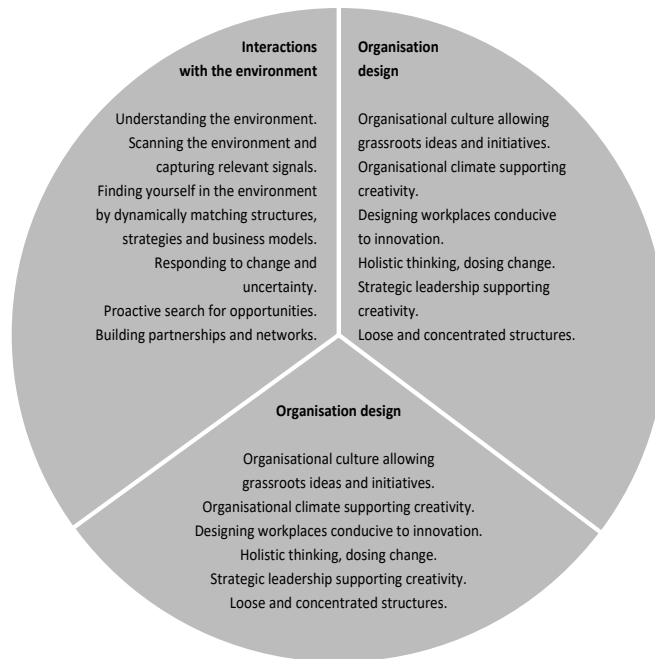 Interactions
with the environment
Understanding the environment.
Scanning the environment and
capturing relevant signals.
Finding yourself in the environment
by dynamically matching structures,
strategies and business models.
Responding to change and
uncertainty.
Proactive search for opportunities.
Building partnerships and networks.
Organisation
design
Organisational culture allowing
grassroots ideas and initiatives.
Organisational climate supporting
creativity.
Designing workplaces conducive
to innovation.
Holistic thinking, dosing change.
Strategic leadership supporting
creativity.
Loose and concentrated structures.
Organisation design
Organisational culture allowing
grassroots ideas and initiatives.
Organisational climate supporting creativity.
Designing workplaces conducive to innovation.
Holistic thinking, dosing change.
Strategic leadership supporting creativity.
Loose and concentrated structures.